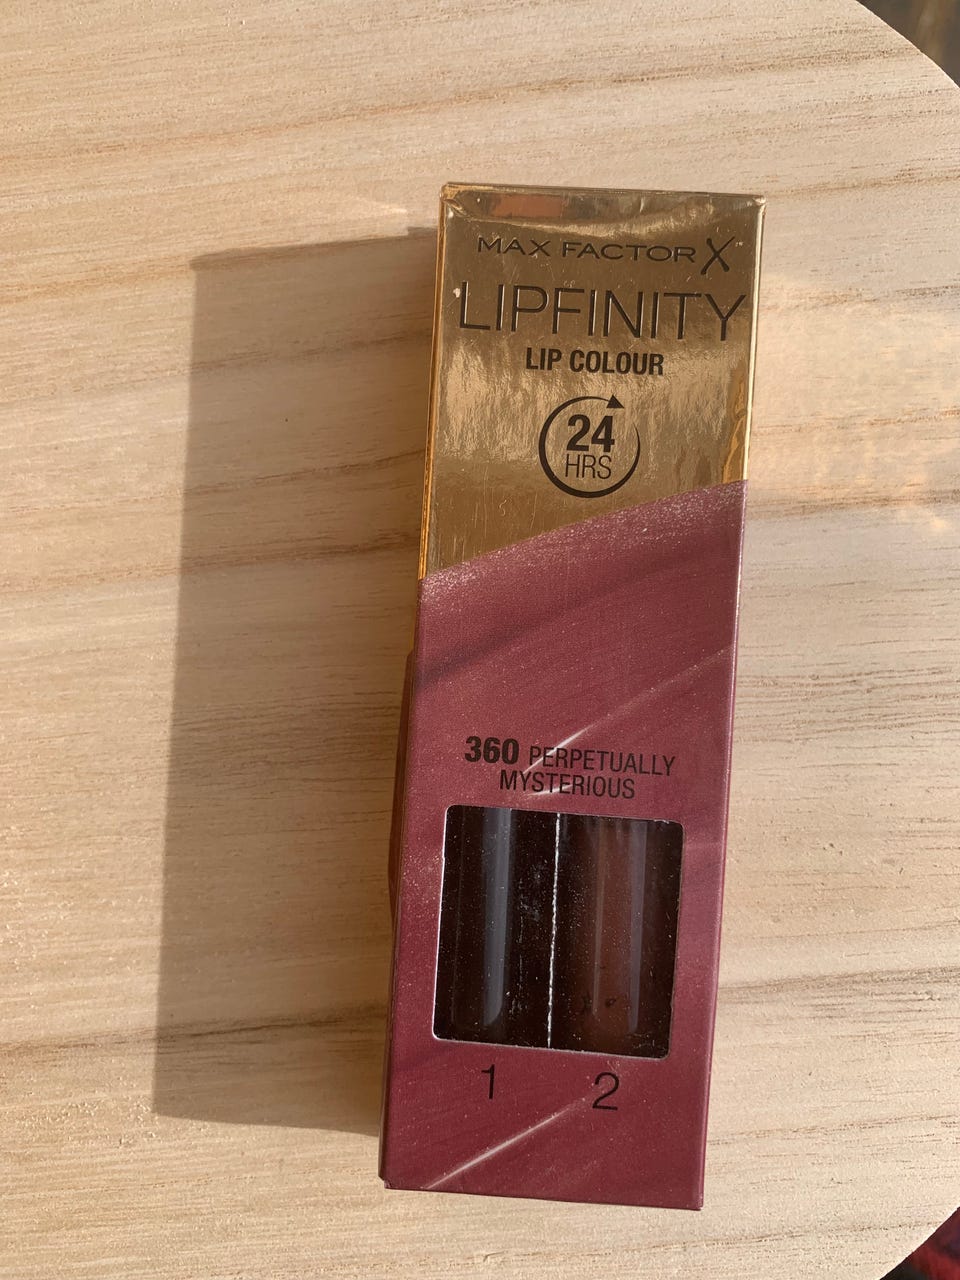 MAX FACTOR X
LIPFINITY
LIP COLOUR
24
HRS
360 PERPETUALLY
MYSTERIOUS
1 2